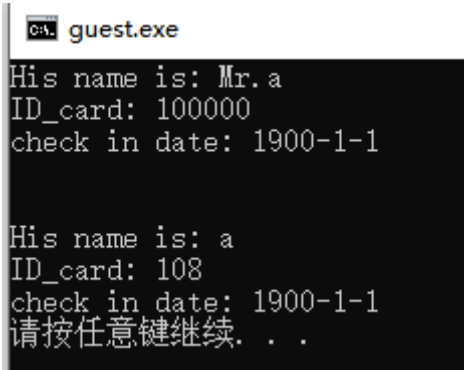 guest.exe
His name is: Mr.a
ID_card: 100000
check in date: 1900-1-1
His name is: a
ID_card: 108
check in date: 1900-1-1
请按任意键继续. . .